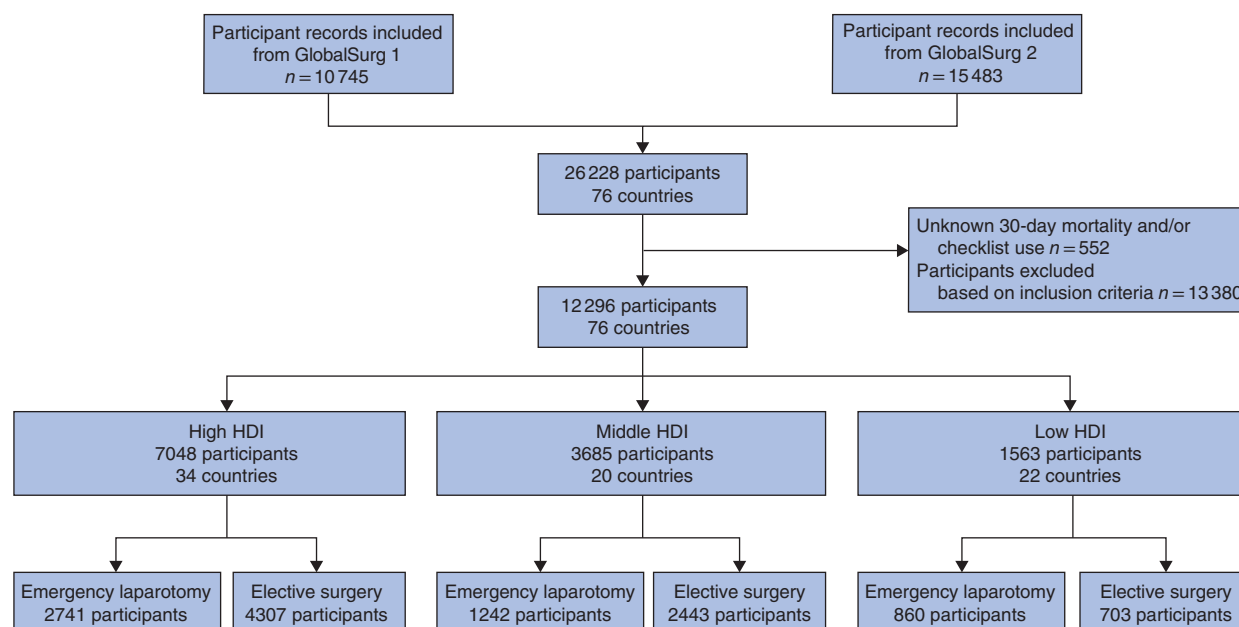 Participant records included
from GlobalSurg 1
n = 10 745
Participant records included
from GlobalSurg 2
n = 15 483
26 228 participants
76 countries
Unknown 30-day mortality and/or
checklist use n = 552
Participants excluded
based on inclusion criteria n = 13 380
12 296 participants
76 countries
High HDI
7048 participants
34 countries
Middle HDI
3685 participants
20 countries
Low HDI
1563 participants
22 countries
Emergency laparotomy
2741 participants
Elective surgery
4307 participants
Emergency laparotomy
1242 participants
Elective surgery
2443 participants
Emergency laparotomy
860 participants
Elective surgery
703 participants